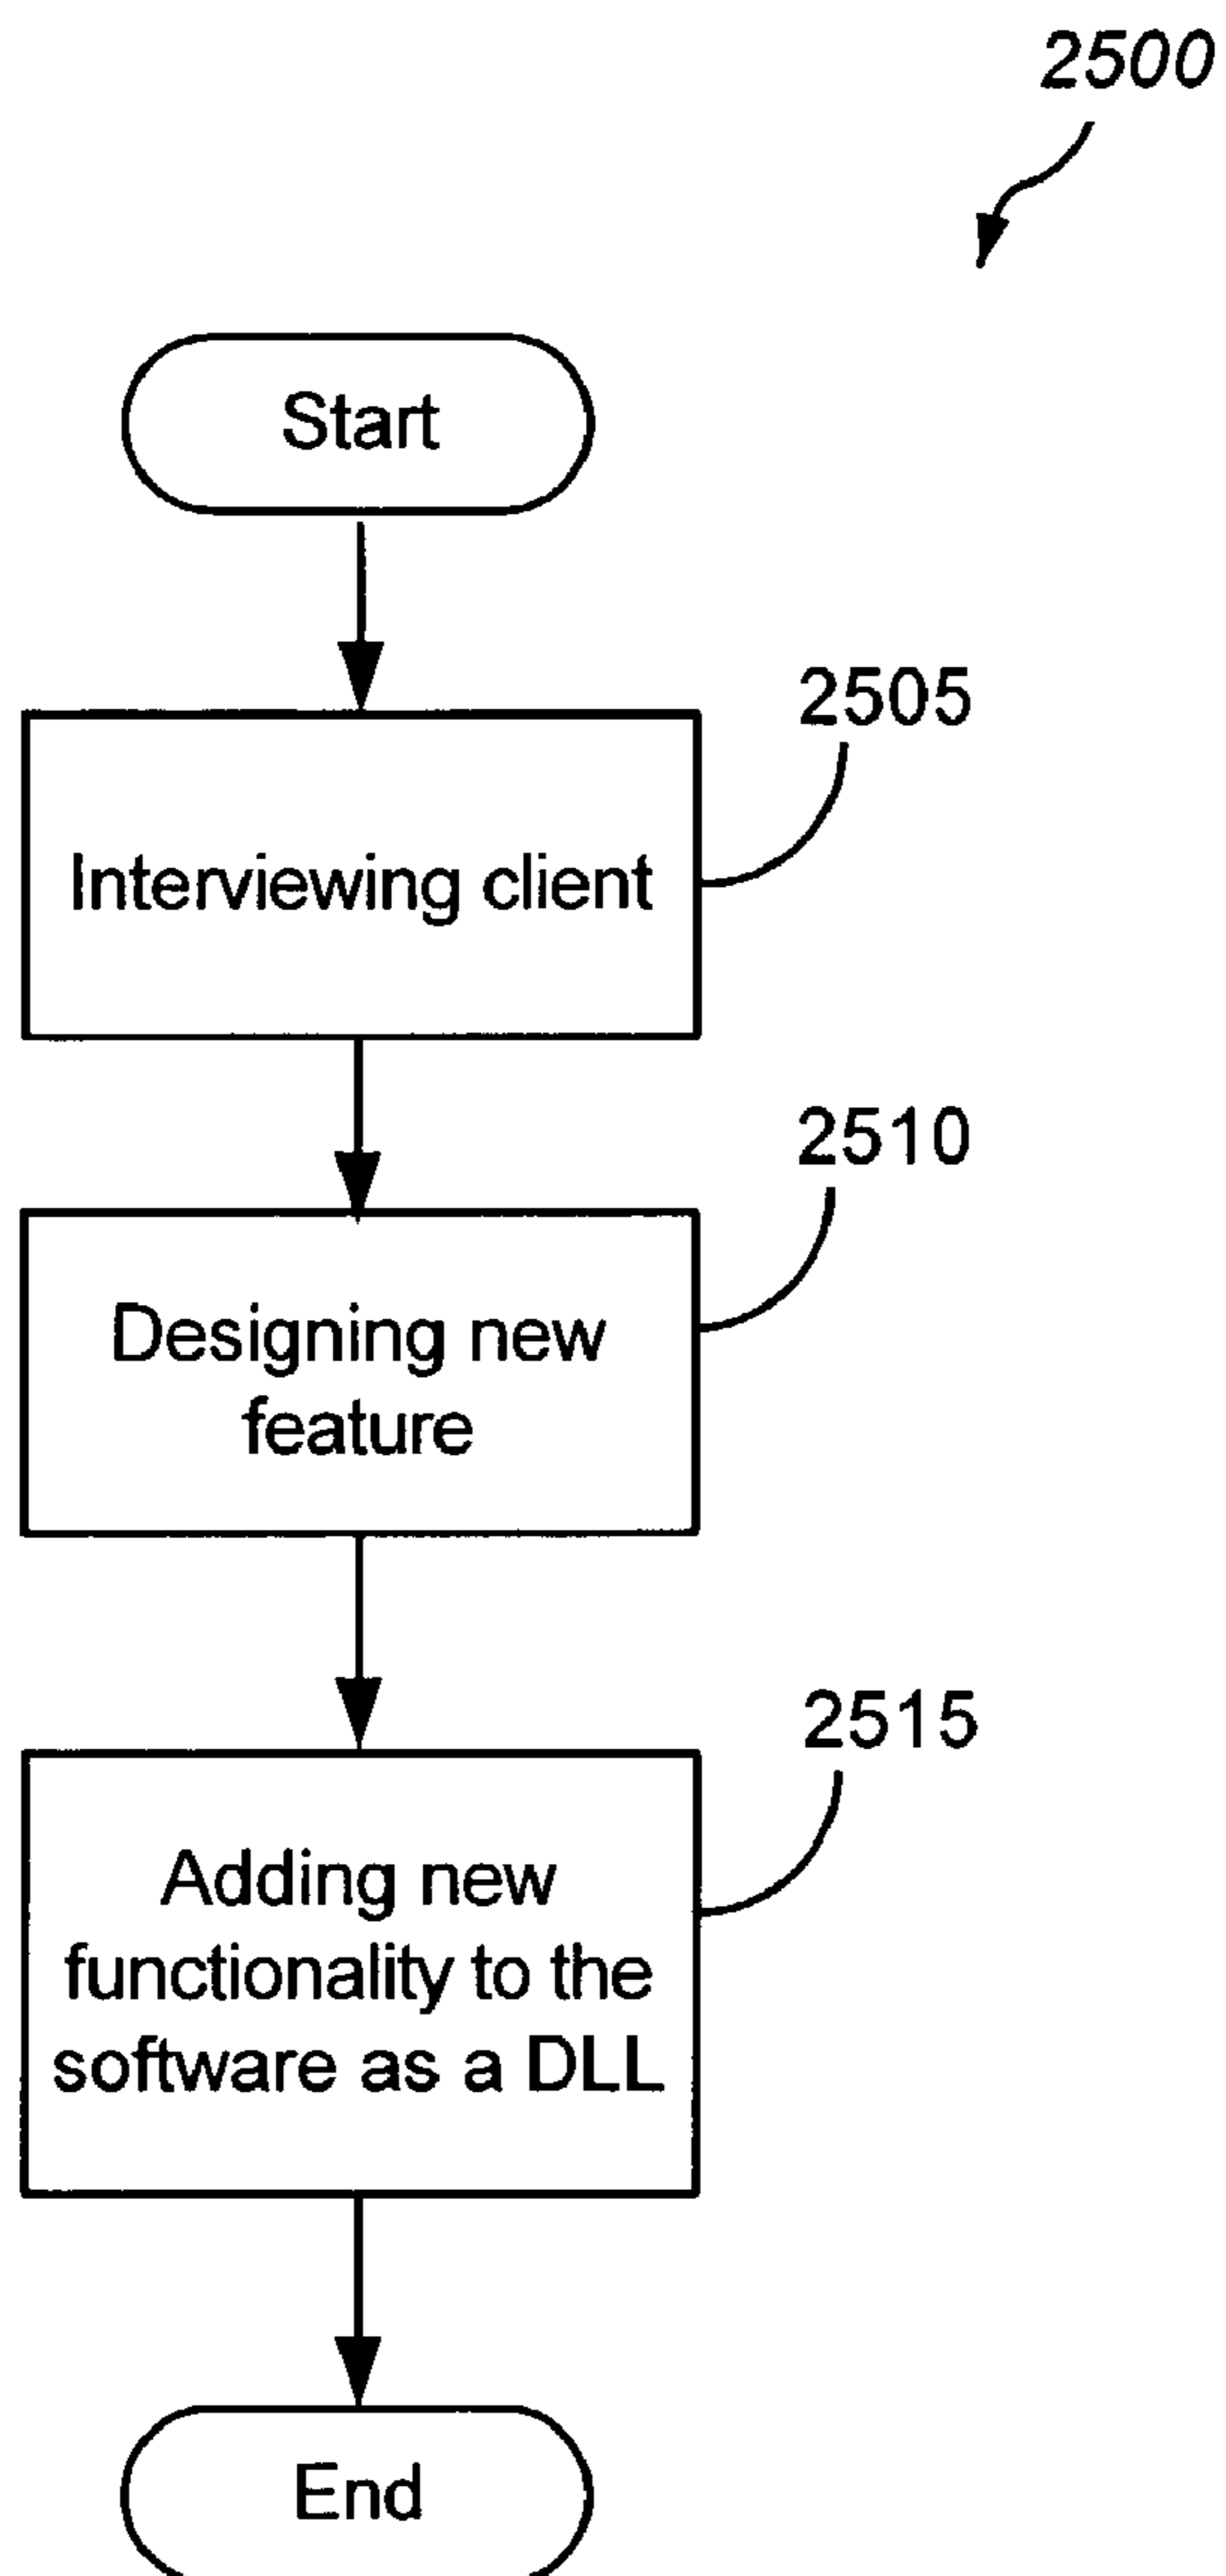 2500
Start
2505
Interviewing client
2510
Designing new
feature
2515
Adding new
functionality to the
software as a DLL
End